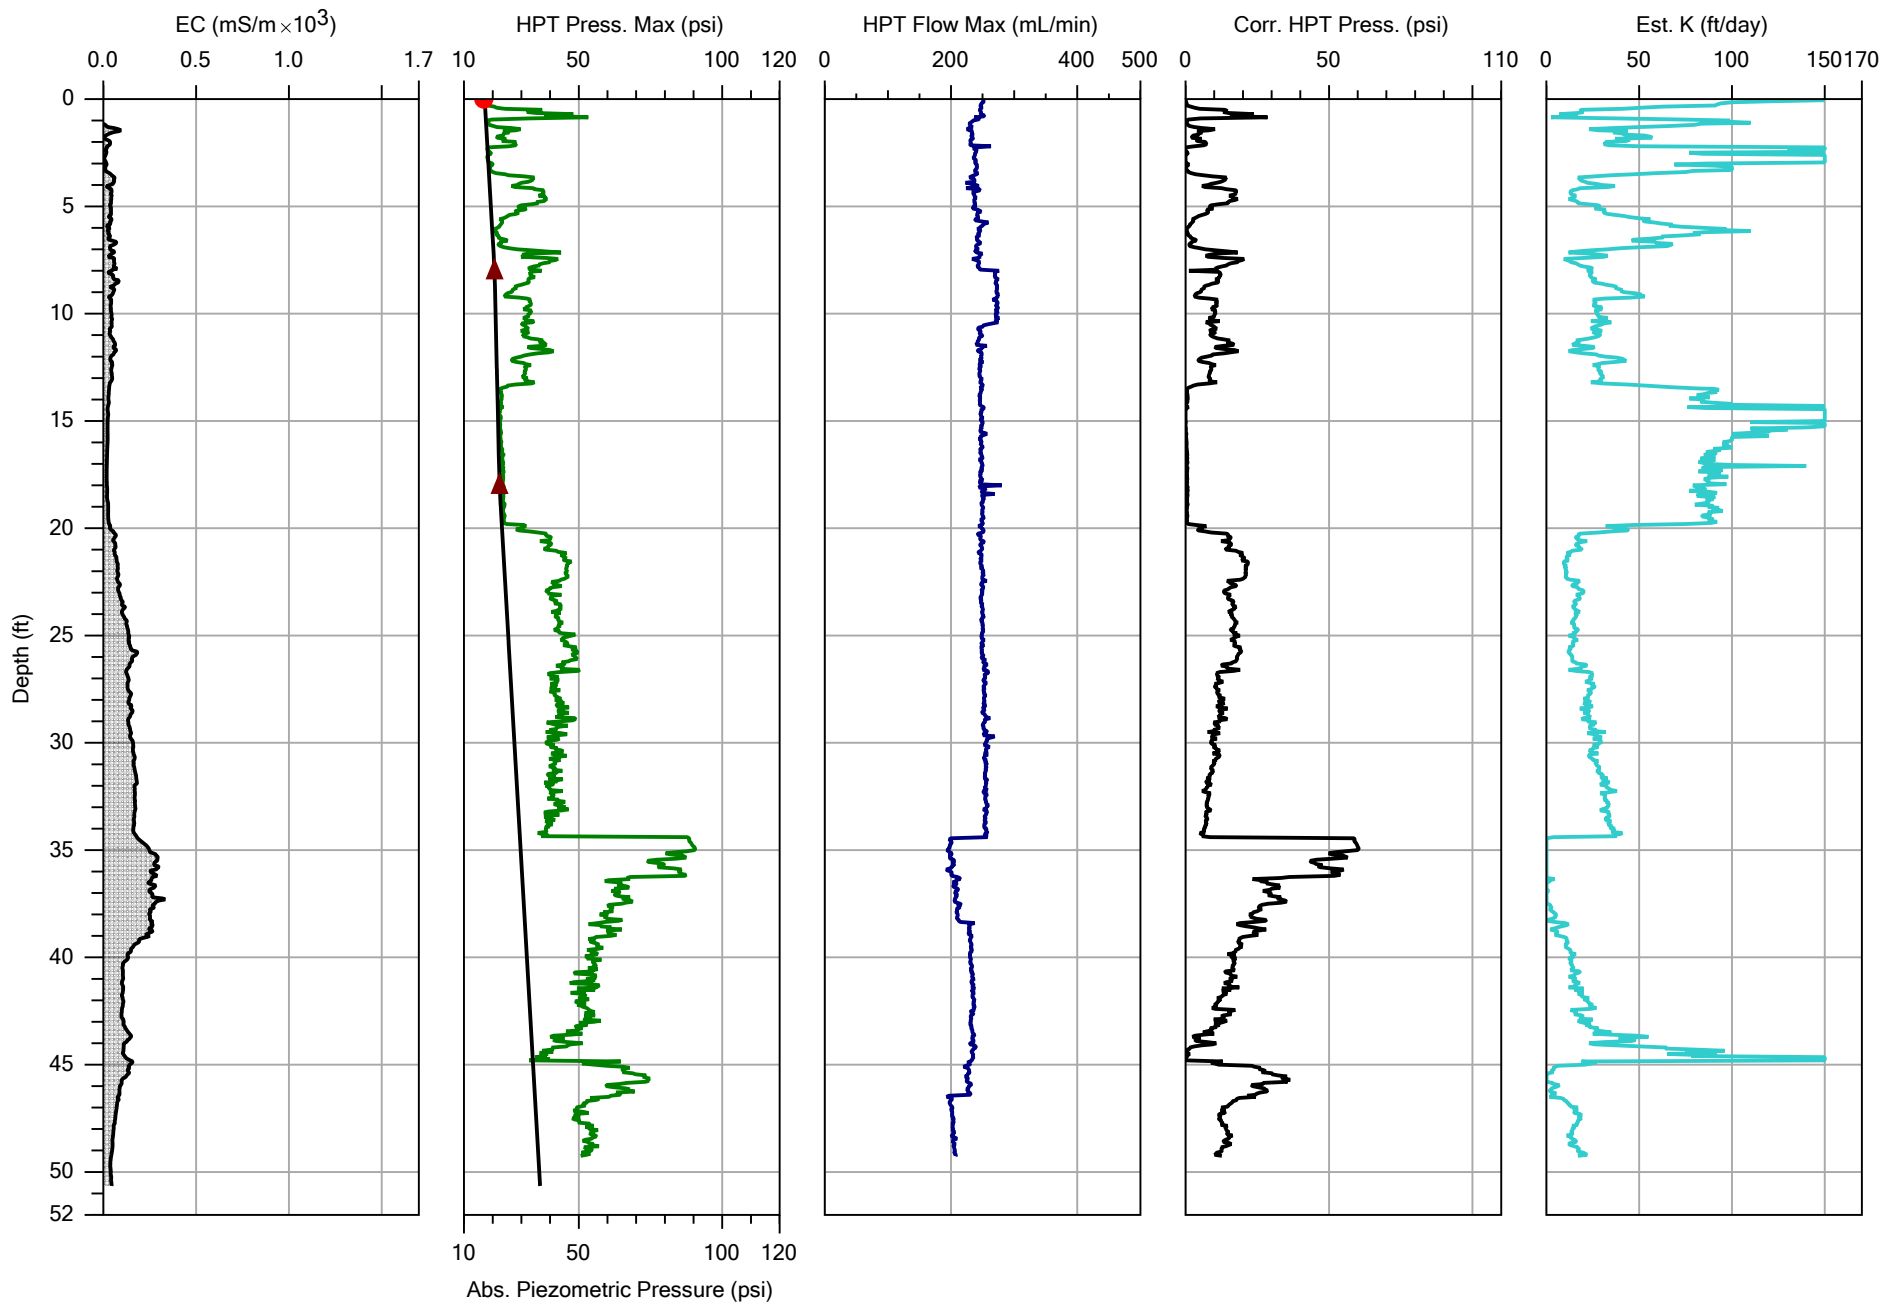 EC (mS/m ×10³) HPT Press. Max (psi) HPT Flow Max (mL/min) Corr. HPT Press. (psi) Est. K (ft/day)
0.0 0.5 1.0 1.7 10 50 100 120 0 200 400 500 0 50 110 0 50 100 150 170
0
5
10
15
20
25
30
35
40
45
50
52
Depth (ft)
10 50 100 120
Abs. Piezometric Pressure (psi)